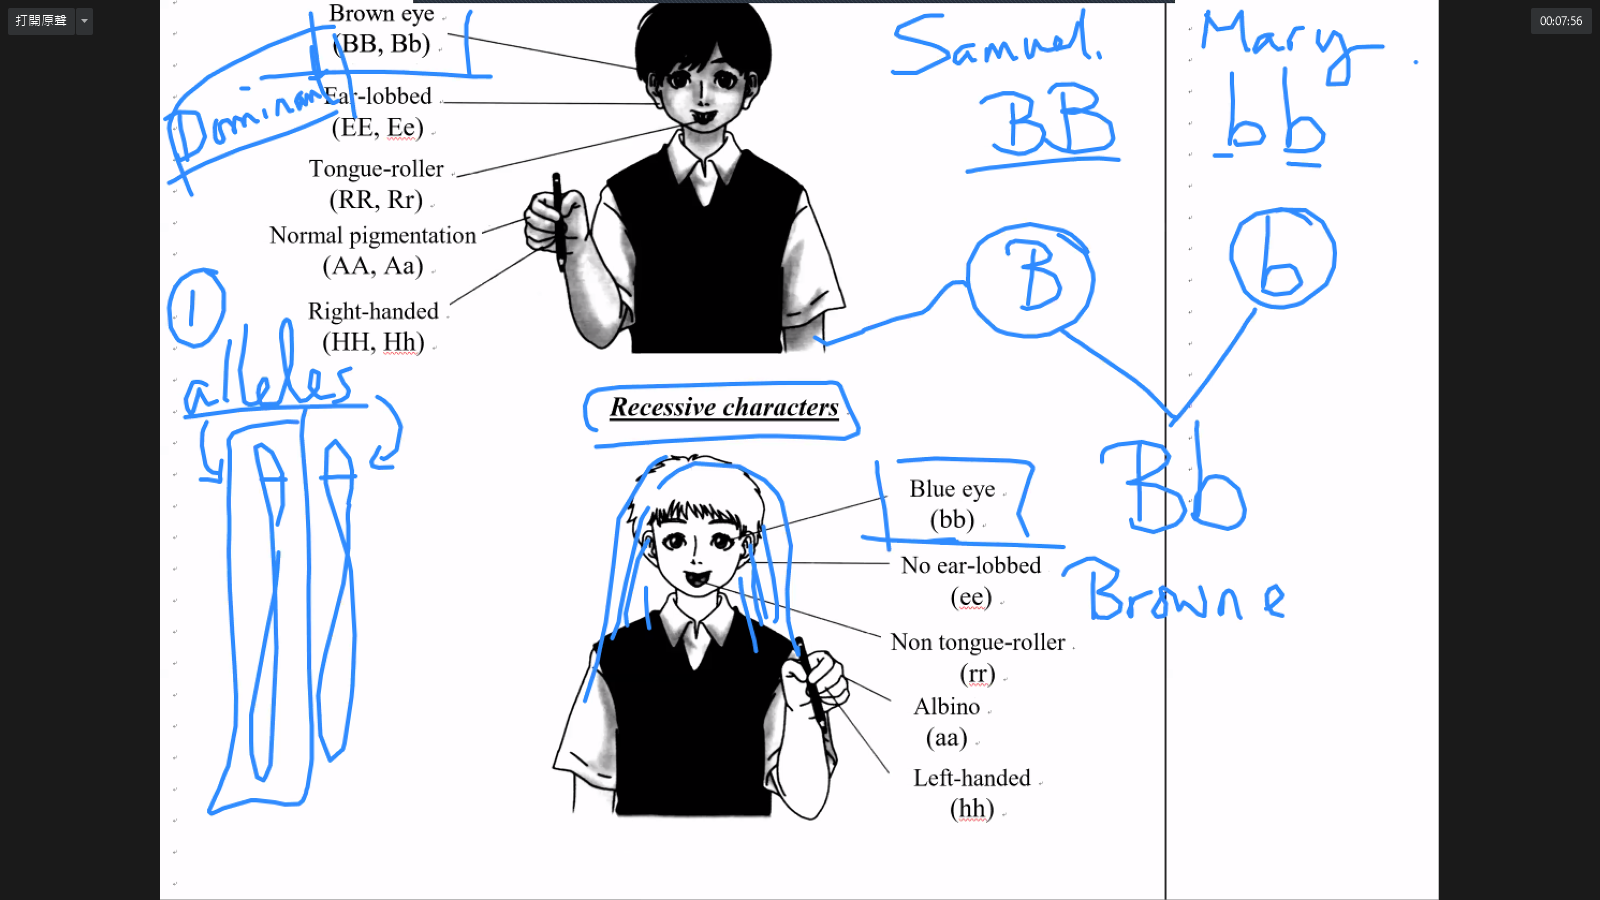 打開原聲
00:07:56
Brown eye
(BB, Bb)
Dominant
Ear-lobbed
(EE, Ee)
Tongue-roller
(RR, Rr)
Normal pigmentation
(AA, Aa)
Right-handed
(HH, Hh)
1
alleles
Samuel.
BB
Mary
bb
B
b
Bb
Browne
Recessive characters
Blue eye
(bb)
No ear-lobbed
(ee)
Non tongue-roller
(rr)
Albino
(aa)
Left-handed
(hh)